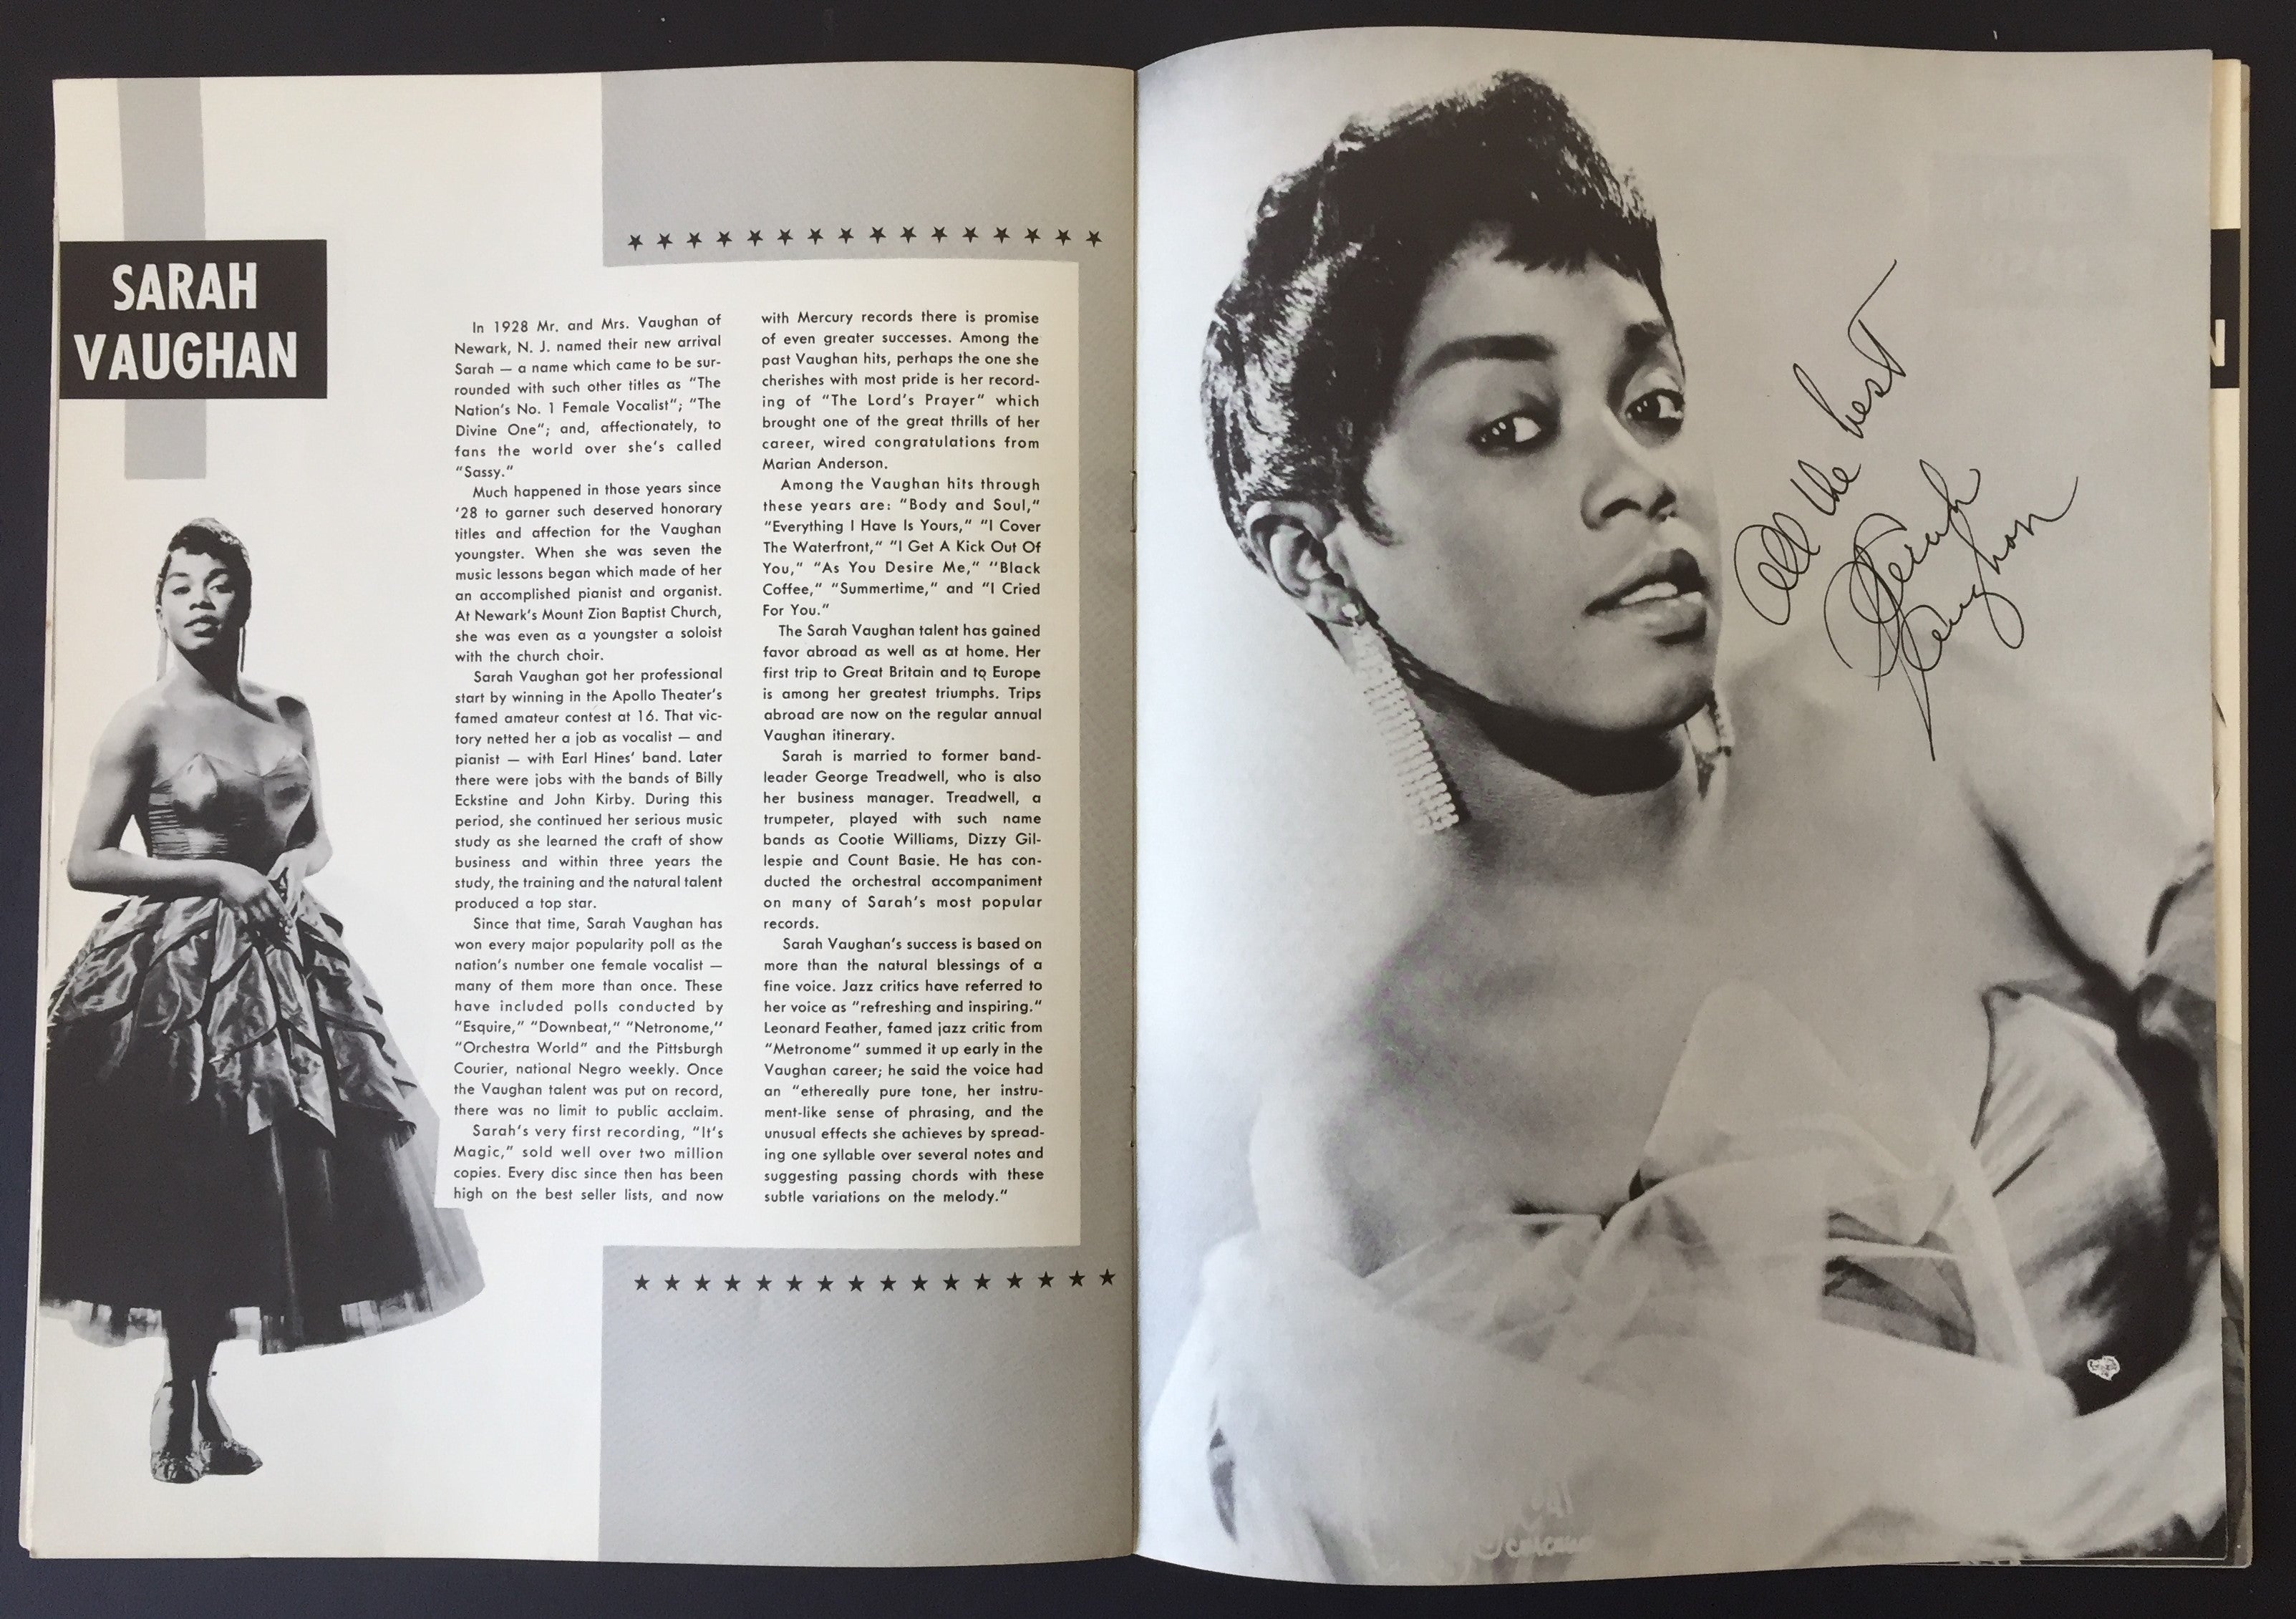 SARAH
VAUGHAN
In 1928 Mr. and Mrs. Vaughan of
Newark, N. J. named their new arrival
Sarah — a name which came to be sur-
rounded with such other titles as "The
Nation's No. 1 Female Vocalist"; "The
Divine One"; and, affectionately, to
fans the world over she's called
"Sassy."
Much happened in those years since
'28 to garner such deserved honorary
titles and affection for the Vaughan
youngster. When she was seven the
music lessons began which made of her
an accomplished pianist and organist.
At Newark's Mount Zion Baptist Church,
she was even as a youngster a soloist
with the church choir.
Sarah Vaughan got her professional
start by winning in the Apollo Theater's
famed amateur contest at 16. That vic-
tory netted her a job as vocalist — and
pianist — with Earl Hines' band. Later
there were jobs with the bands of Billy
Eckstine and John Kirby. During this
period, she continued her serious music
study as she learned the craft of show
business and within three years the
study, the training and the natural talent
produced a top star.
Since that time, Sarah Vaughan has
won every major popularity poll as the
nation's number one female vocalist —
many of them more than once. These
have included polls conducted by
"Esquire," "Downbeat," "Netronome,"
"Orchestra World" and the Pittsburgh
Courier, national Negro weekly. Once
the Vaughan talent was put on record,
there was no limit to public acclaim.
Sarah's very first recording, "It's
Magic," sold well over two million
copies. Every disc since then has been
high on the best seller lists, and now
with Mercury records there is promise
of even greater successes. Among the
past Vaughan hits, perhaps the one she
cherishes with most pride is her record-
ing of "The Lord's Prayer" which
brought one of the great thrills of her
career, wired congratulations from
Marian Anderson.
Among the Vaughan hits through
these years are: "Body and Soul,"
"Everything I Have Is Yours," "I Cover
The Waterfront," "I Get A Kick Out Of
You," "As You Desire Me," "Black
Coffee," "Summertime," and "I Cried
For You."
The Sarah Vaughan talent has gained
favor abroad as well as at home. Her
first trip to Great Britain and to Europe
is among her greatest triumphs. Trips
abroad are now on the regular annual
Vaughan itinerary.
Sarah is married to former band-
leader George Treadwell, who is also
her business manager. Treadwell, a
trumpeter, played with such name
bands as Cootie Williams, Dizzy Gil-
lespie and Count Basie. He has con-
ducted the orchestral accompaniment
on many of Sarah's most popular
records.
Sarah Vaughan's success is based on
more than the natural blessings of a
fine voice. Jazz critics have referred to
her voice as "refreshing and inspiring."
Leonard Feather, famed jazz critic from
"Metronome" summed it up early in the
Vaughan career; he said the voice had
an "ethereally pure tone, her instru-
ment-like sense of phrasing, and the
unusual effects she achieves by spread-
ing one syllable over several notes and
suggesting passing chords with these
subtle variations on the melody."
All the best
Sarah
Vaughan
N